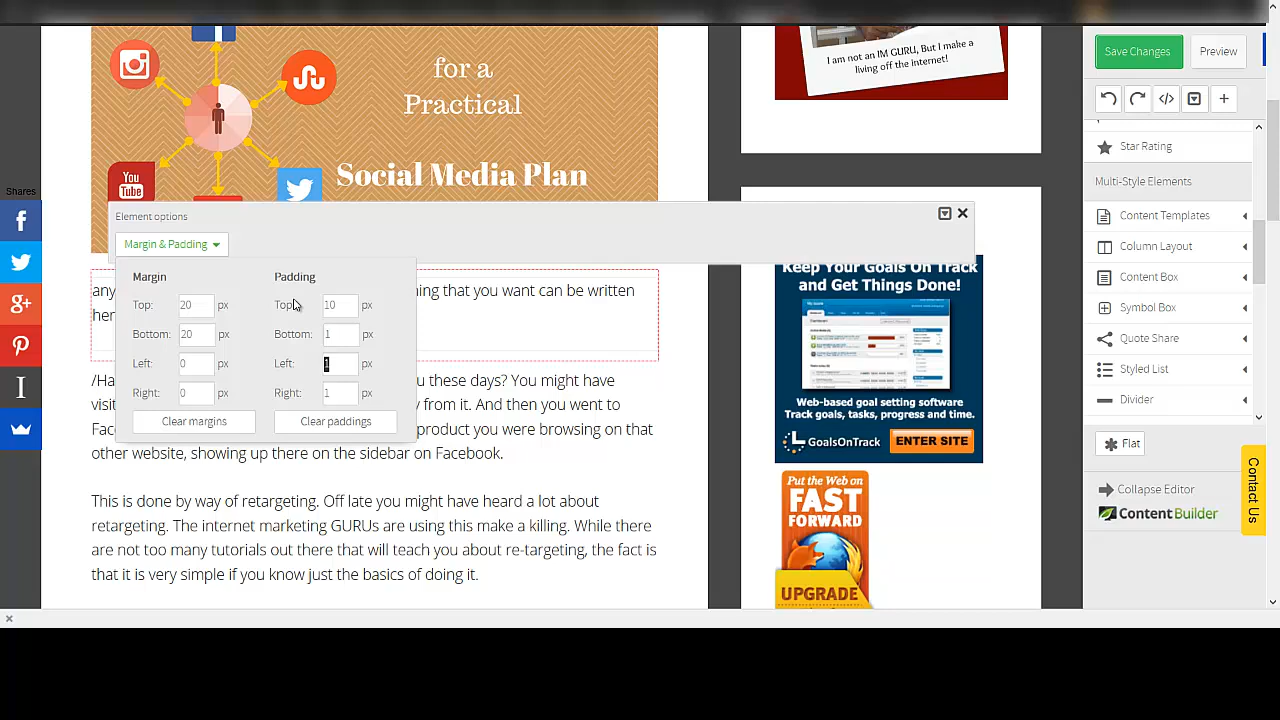 for a
Practical
Social Media Plan
You
Tube
I am not an IM GURU, But I make a
living off the internet!
Save Changes
Preview
Star Rating
Multi-Style Elements
Content Templates
Column Layout
Content Box
Symbol Box
Quote Share
Styled List
Divider
Flat
Collapse Editor
ContentBuilder
Contact Us
Shares
Element options
Margin & Padding
Margin
Padding
Top: 20 px
Top: 10 px
Bottom: 20 px
Bottom: 1 px
Left: 0 px
Left: px
Right: px
Right: 1 px
Clear margins
Clear paddings
any
ning that you want can be written
her
/Ha
u these days? You might have
visi
y from it. And then you went to
Fac
product you were browsing on that
other website, showing up there on the sidebar on Facebook.
This is done by way of retargeting. Off late you might have heard a lot about
retargeting. The internet marketing GURUs are using this make a killing. While there
are not too many tutorials out there that will teach you about re-targeting, the fact is
that it is very simple if you know just the basics of doing it.
Keep Your Goals On Track
and Get Things Done!
Web-based goal setting software
Track goals, tasks, progress and time.
GoalsOnTrack
ENTER SITE
Put the Web on
FAST
FORWARD
UPGRADE